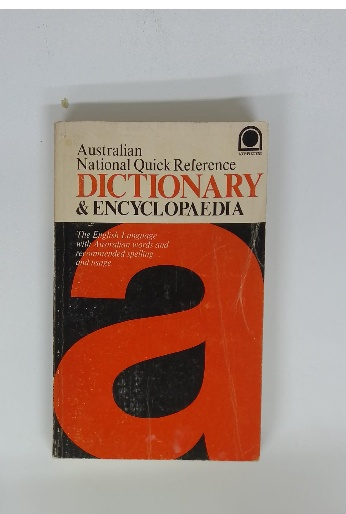 Australian
National Quick Reference
DICTIONARY
& ENCYCLOPAEDIA
The English Language
with Australian words and
recommended spelling
and usage
a